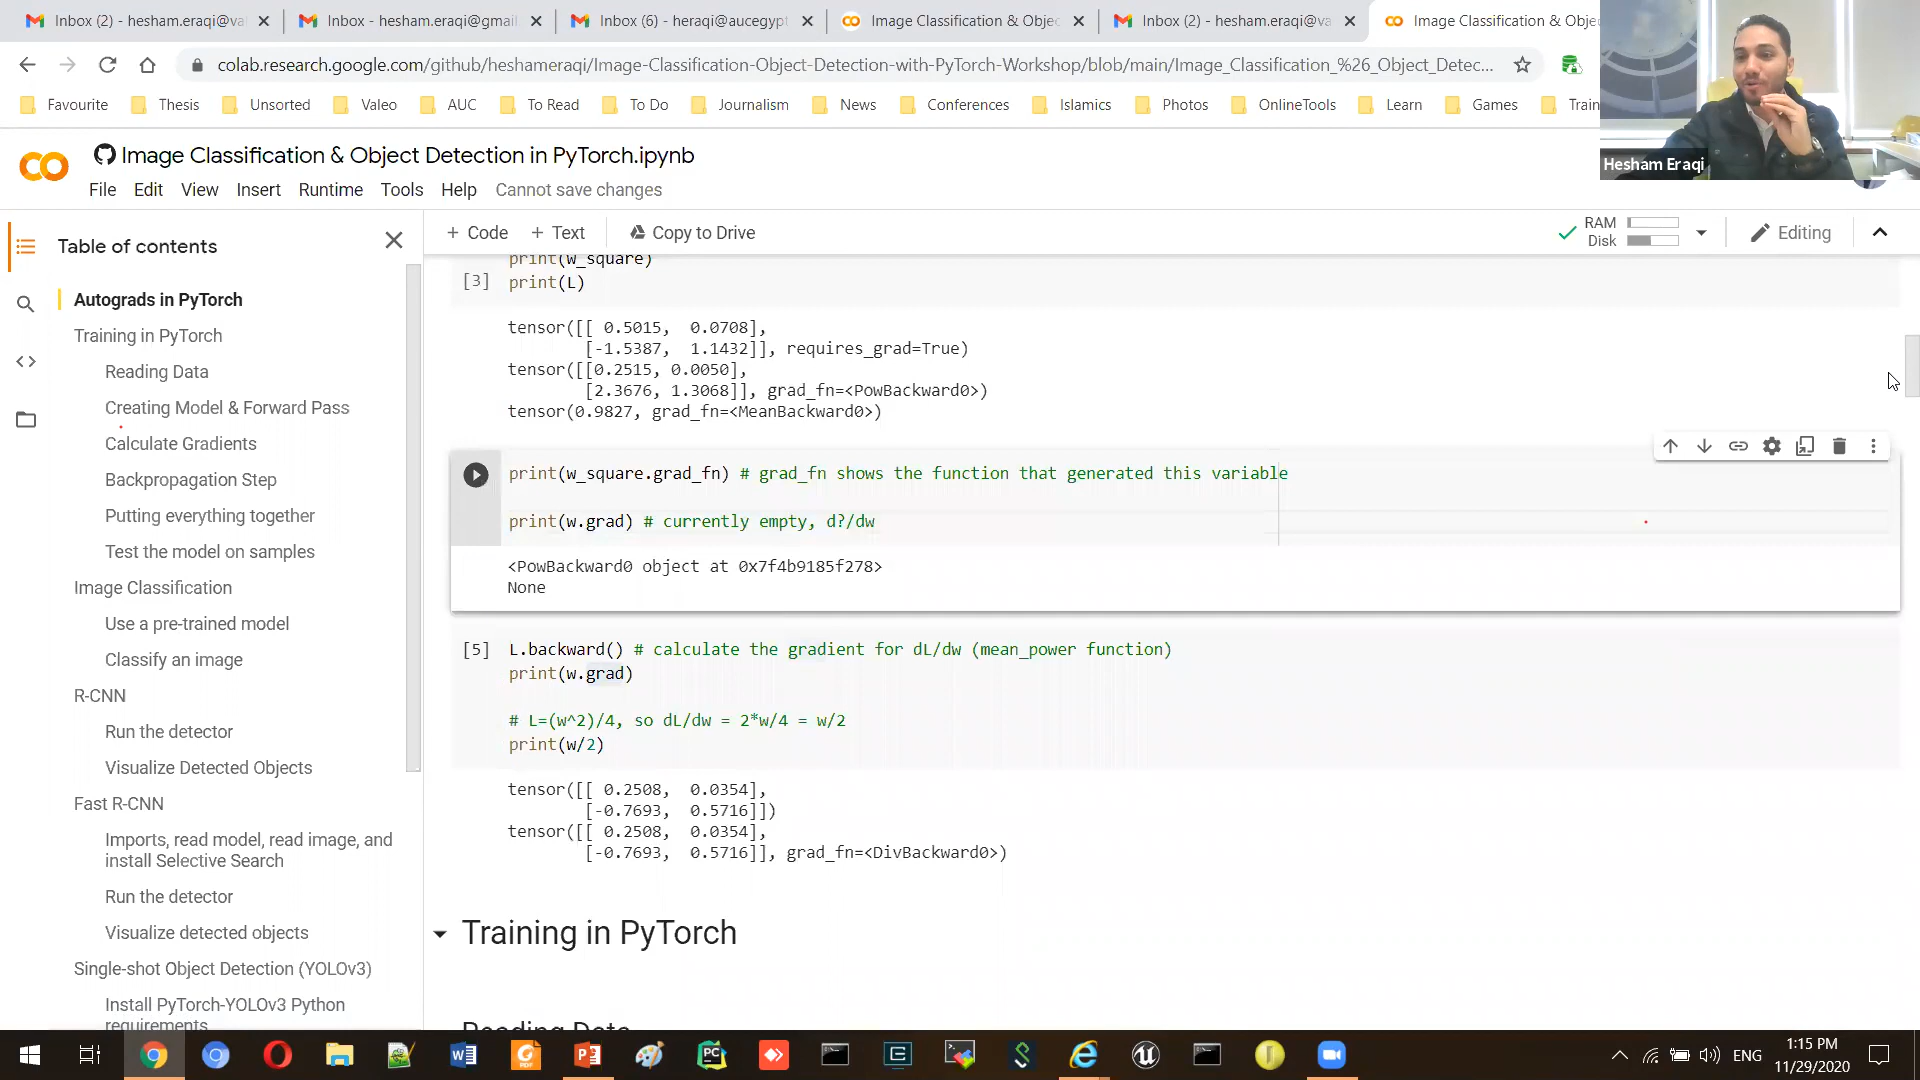 Inbox (2) - hesham.eraqi@va
Inbox - hesham.eraqi@gmail
Inbox (6) - heraqi@aucegypt
Image Classification & Objec
Inbox (2) - hesham.eraqi@va
Image Classification & Obje
colab.research.google.com/github/heshameraqi/Image-Classification-Object-Detection-with-PyTorch-Workshop/blob/main/Image_Classification_%26_Object_Detec...
Favourite Thesis Unsorted Valeo AUC To Read To Do Journalism News Conferences Islamics Photos OnlineTools Learn Games Train
Hesham Eraqi
Image Classification & Object Detection in PyTorch.ipynb
File Edit View Insert Runtime Tools Help Cannot save changes
Table of contents
+ Code + Text Copy to Drive
RAM
Disk
Editing
Autograds in PyTorch
Training in PyTorch
Reading Data
Creating Model & Forward Pass
Calculate Gradients
Backpropagation Step
Putting everything together
Test the model on samples
Image Classification
Use a pre-trained model
Classify an image
R-CNN
Run the detector
Visualize Detected Objects
Fast R-CNN
Imports, read model, read image, and
install Selective Search
Run the detector
Visualize detected objects
Single-shot Object Detection (YOLOv3)
Install PyTorch-YOLOv3 Python
requirements
print(w_square)
[3] print(L)
tensor([[ 0.5015, 0.0708],
[-1.5387, 1.1432]], requires_grad=True)
tensor([[0.2515, 0.0050],
[2.3676, 1.3068]], grad_fn=<PowBackward0>)
tensor(0.9827, grad_fn=<MeanBackward0>)
print(w_square.grad_fn) # grad_fn shows the function that generated this variable
print(w.grad) # currently empty, d?/dw
<PowBackward0 object at 0x7f4b9185f278>
None
[5] L.backward() # calculate the gradient for dL/dw (mean_power function)
print(w.grad)
# L=(w^2)/4, so dL/dw = 2*w/4 = w/2
print(w/2)
tensor([[ 0.2508, 0.0354],
[-0.7693, 0.5716]])
tensor([[ 0.2508, 0.0354],
[-0.7693, 0.5716]], grad_fn=<DivBackward0>)
Training in PyTorch
Reading Data
ENG
1:15 PM
11/29/2020